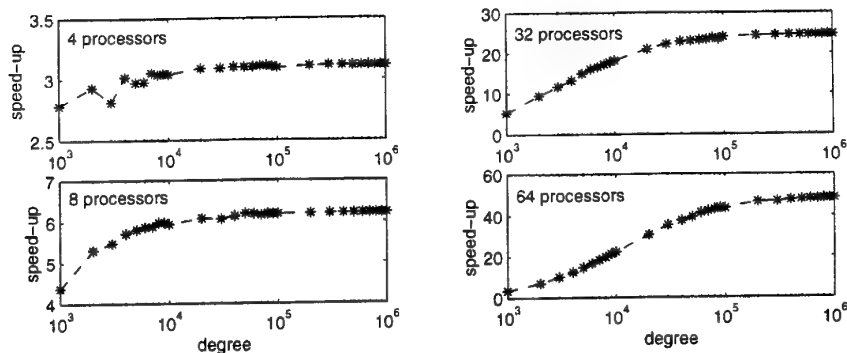 4 processors
speed-up
3.5
3
2.5
10^3
10^4
10^5
10^6
32 processors
speed-up
30
20
10
0
10^3
10^4
10^5
10^6
degree
8 processors
speed-up
7
6
5
4
10^3
10^4
10^5
10^6
degree
64 processors
speed-up
60
40
20
0
10^3
10^4
10^5
10^6
degree